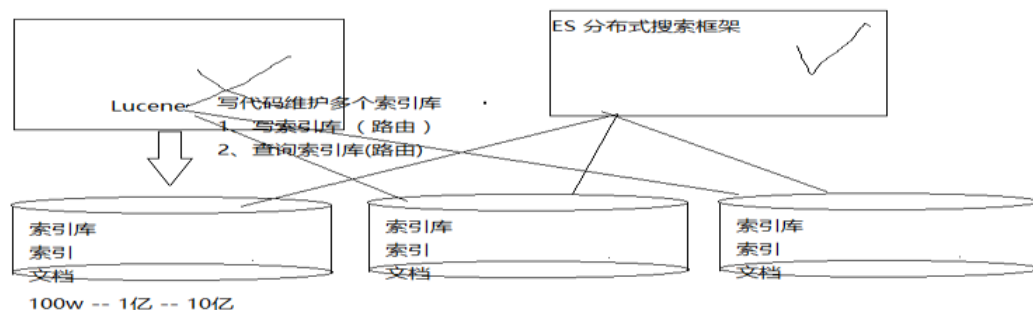 ES 分布式搜索框架
Lucene
写代码维护多个索引库
1、写索引库 （路由 ）
2、查询索引库(路由)
索引库
索引
文档
索引库
索引
文档
索引库
索引
文档
100w -- 1亿 -- 10亿